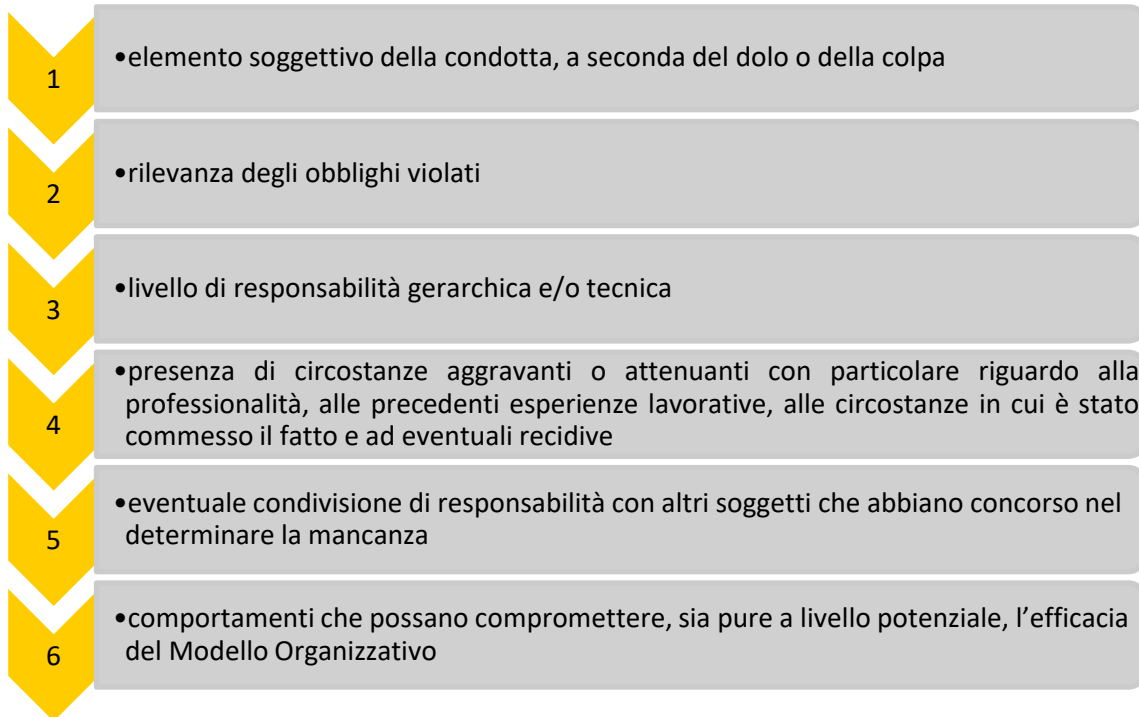 1
•elemento soggettivo della condotta, a seconda del dolo o della colpa
2
•rilevanza degli obblighi violati
3
•livello di responsabilità gerarchica e/o tecnica
4
•presenza di circostanze aggravanti o attenuanti con particolare riguardo alla
professionalità, alle precedenti esperienze lavorative, alle circostanze in cui è stato
commesso il fatto e ad eventuali recidive
5
•eventuale condivisione di responsabilità con altri soggetti che abbiano concorso nel
determinare la mancanza
6
•comportamenti che possano compromettere, sia pure a livello potenziale, l’efficacia
del Modello Organizzativo